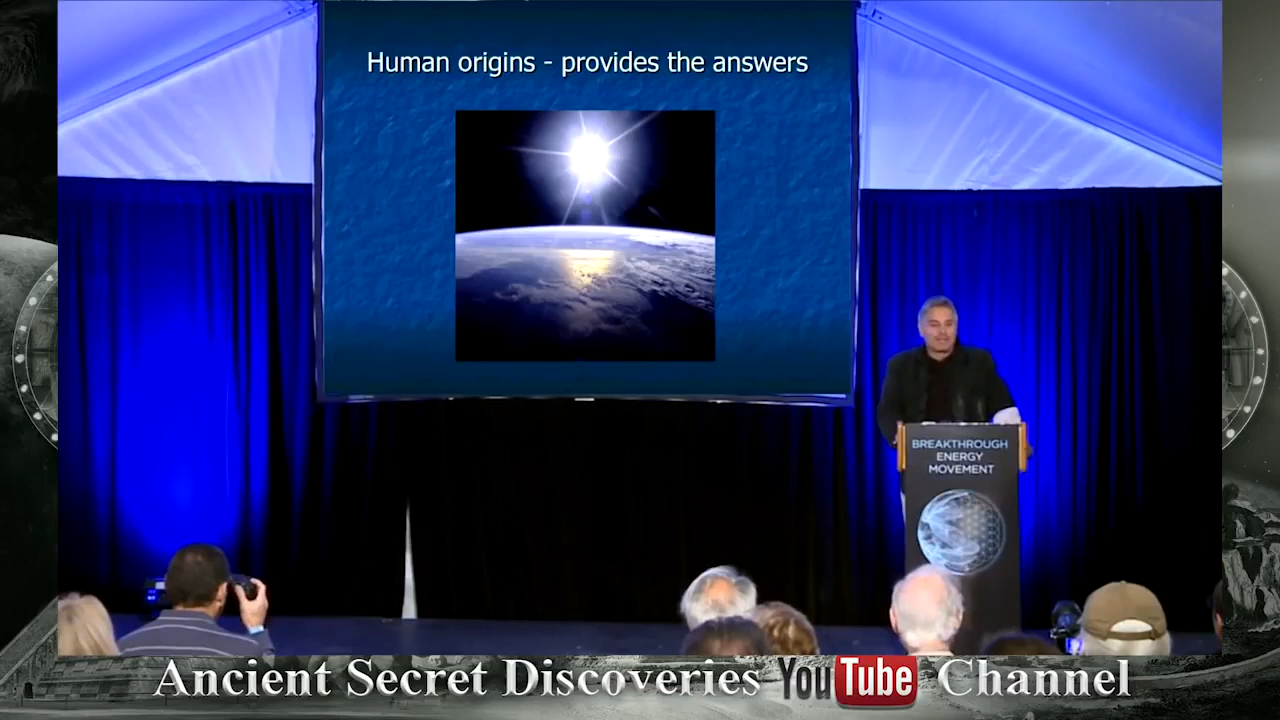 Human origins - provides the answers
BREAKTHROUGH
ENERGY
MOVEMENT
Ancient Secret Discoveries YouTube Channel